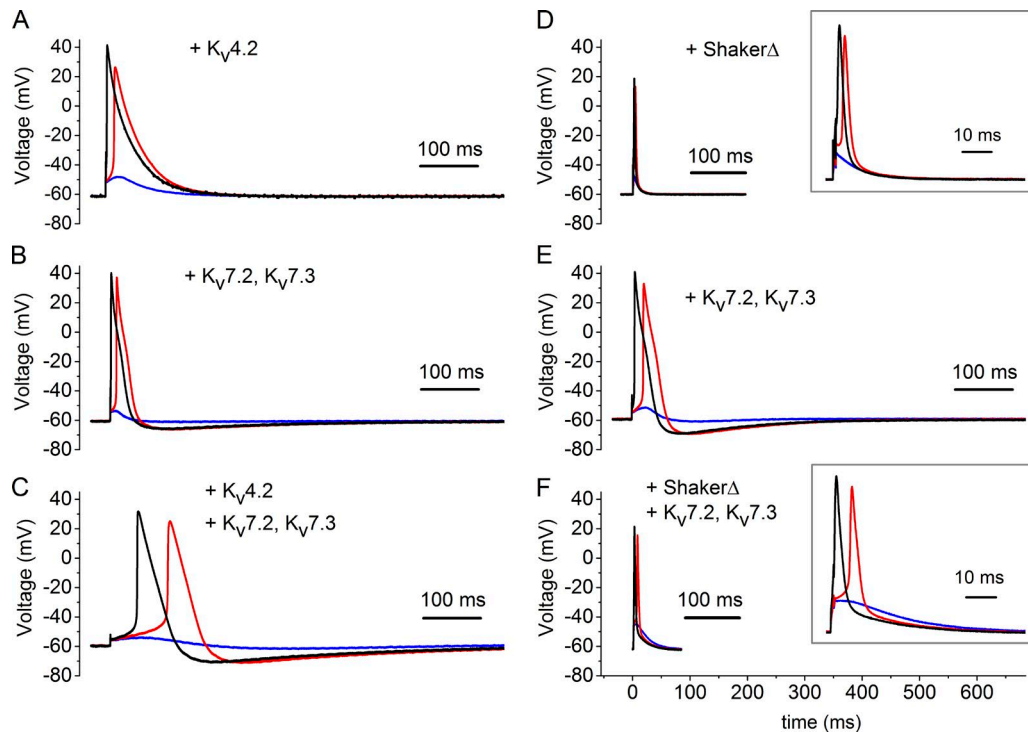 A
+ KV4.2
Voltage (mV)
40
20
0
-20
-40
-60
-80
100 ms
B
+ KV7.2, KV7.3
Voltage (mV)
40
20
0
-20
-40
-60
-80
100 ms
C
+ KV4.2
+ KV7.2, KV7.3
Voltage (mV)
40
20
0
-20
-40
-60
-80
100 ms
D
+ ShakerΔ
Voltage (mV)
40
20
0
-20
-40
-60
-80
100 ms
10 ms
E
+ KV7.2, KV7.3
Voltage (mV)
40
20
0
-20
-40
-60
-80
100 ms
F
+ ShakerΔ
+ KV7.2, KV7.3
Voltage (mV)
40
20
0
-20
-40
-60
-80
100 ms
10 ms
0 100 200 300 400 500 600
time (ms)